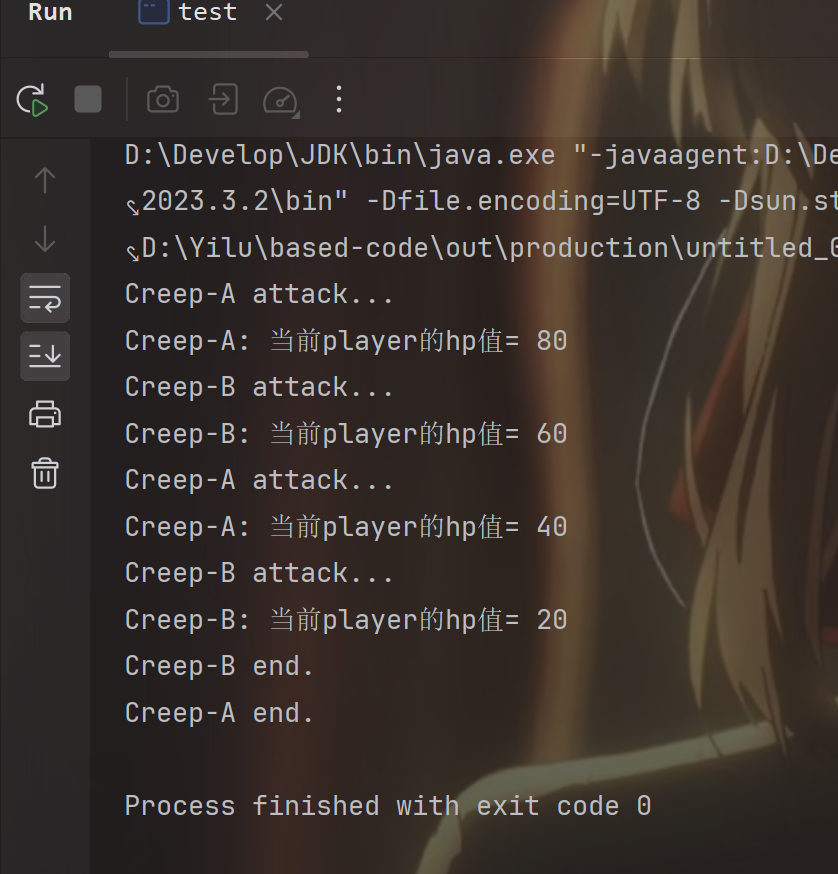 Run test
D:\Develop\JDK\bin\java.exe "-javaagent:D:\De
2023.3.2\bin" -Dfile.encoding=UTF-8 -Dsun.st
D:\Yilu\based-code\out\production\untitled_0
Creep-A attack...
Creep-A: 当前player的hp值= 80
Creep-B attack...
Creep-B: 当前player的hp值= 60
Creep-A attack...
Creep-A: 当前player的hp值= 40
Creep-B attack...
Creep-B: 当前player的hp值= 20
Creep-B end.
Creep-A end.
Process finished with exit code 0